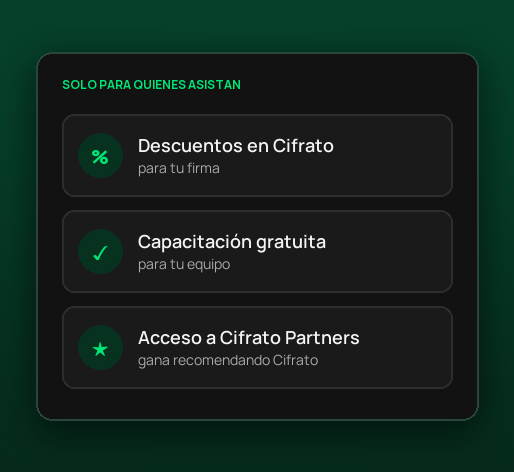 SOLO PARA QUIENES ASISTAN
%
Descuentos en Cifrato
para tu firma
✓
Capacitación gratuita
para tu equipo
★
Acceso a Cifrato Partners
gana recomendando Cifrato